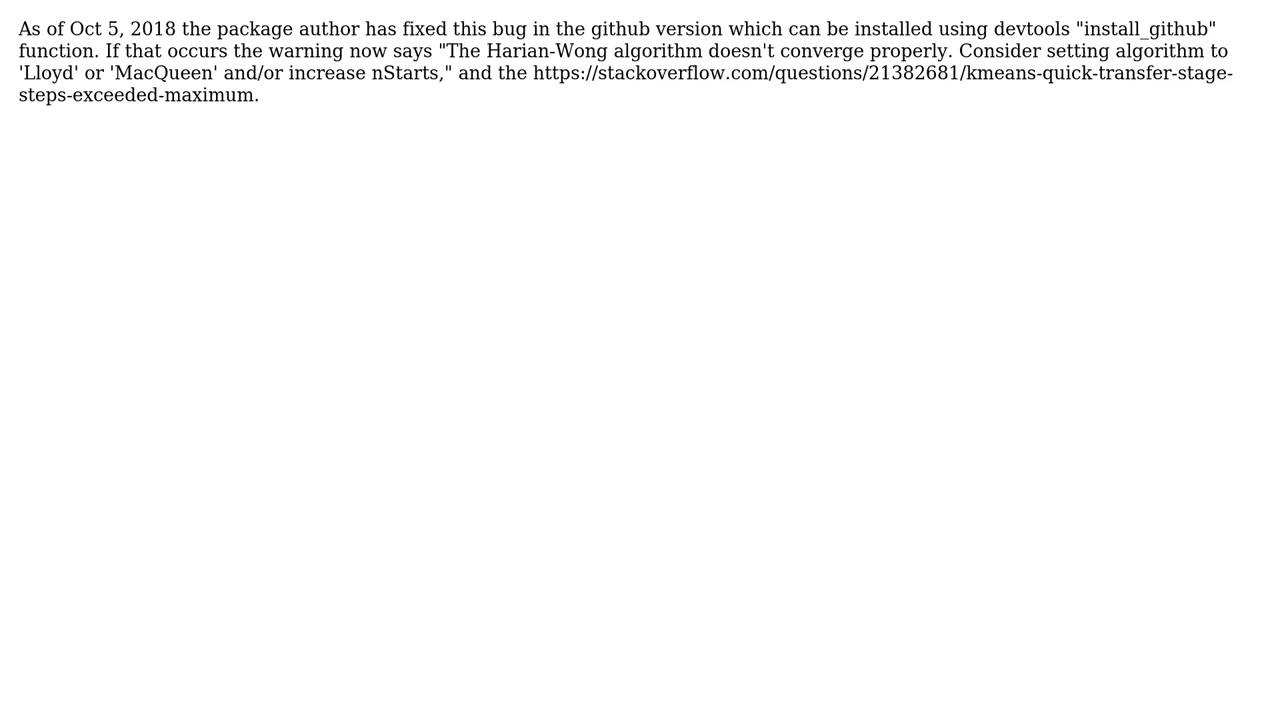 As of Oct 5, 2018 the package author has fixed this bug in the github version which can be installed using devtools "install_github"
function. If that occurs the warning now says "The Harian-Wong algorithm doesn't converge properly. Consider setting algorithm to
'Lloyd' or 'MacQueen' and/or increase nStarts," and the https://stackoverflow.com/questions/21382681/kmeans-quick-transfer-stage-
steps-exceeded-maximum.